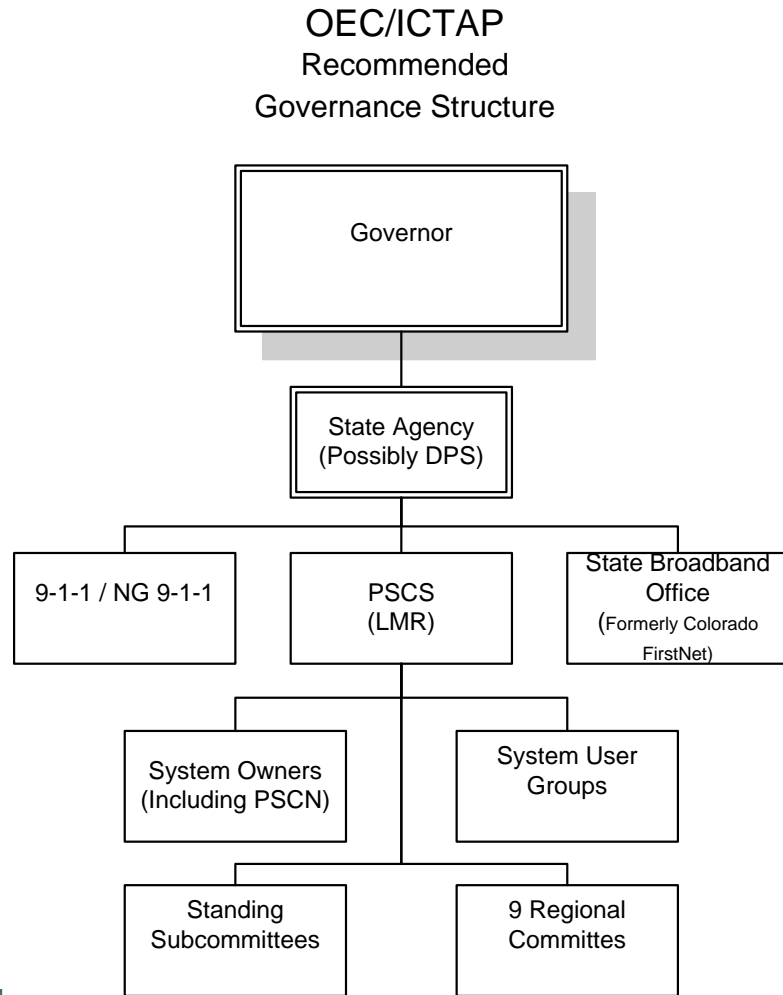 OEC/ICTAP
Recommended
Governance Structure
Governor
State Agency
(Possibly DPS)
9-1-1 / NG 9-1-1
PSCS
(LMR)
State Broadband
Office
(Formerly Colorado
FirstNet)
System Owners
(Including PSCN)
System User
Groups
Standing
Subcommittees
9 Regional
Committes